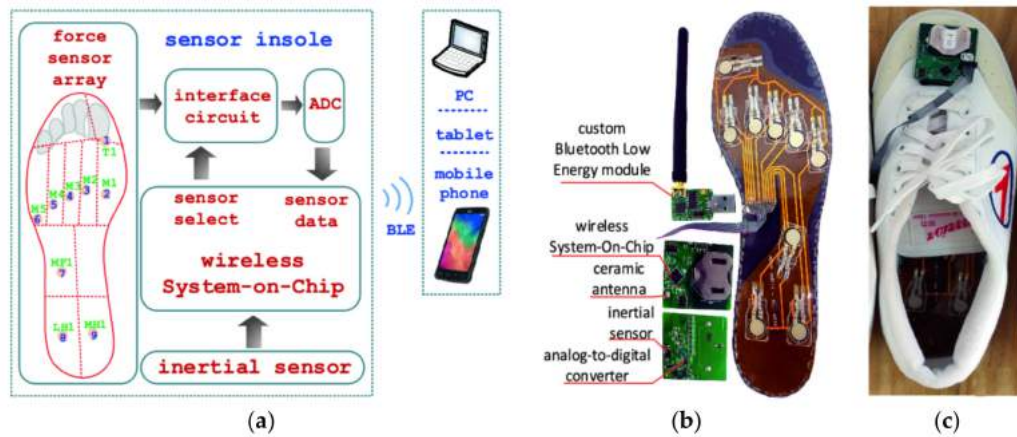 force
sensor
array
sensor insole
interface
circuit
ADC
sensor
select
sensor
data
wireless
System-on-Chip
inertial sensor
1
T1
M1
2
M2
3
M3
4
M4
5
M5
6
MF1
7
LH1
8
MH1
9
BLE
PC
tablet
mobile
phone
(a)
custom
Bluetooth Low
Energy module
wireless
System-On-Chip
ceramic
antenna
inertial
sensor
analog-to-digital
converter
(b)
(c)